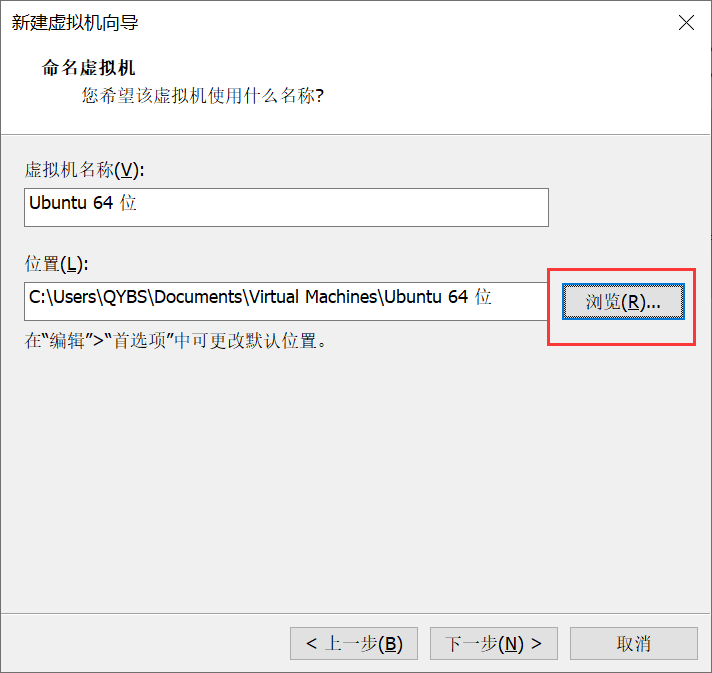 新建虚拟机向导
命名虚拟机
您希望该虚拟机使用什么名称?
虚拟机名称(V):
Ubuntu 64 位
位置(L):
C:\Users\QYBS\Documents\Virtual Machines\Ubuntu 64 位
浏览(R)...
在“编辑”>“首选项”中可更改默认位置。
< 上一步(B) 下一步(N) > 取消